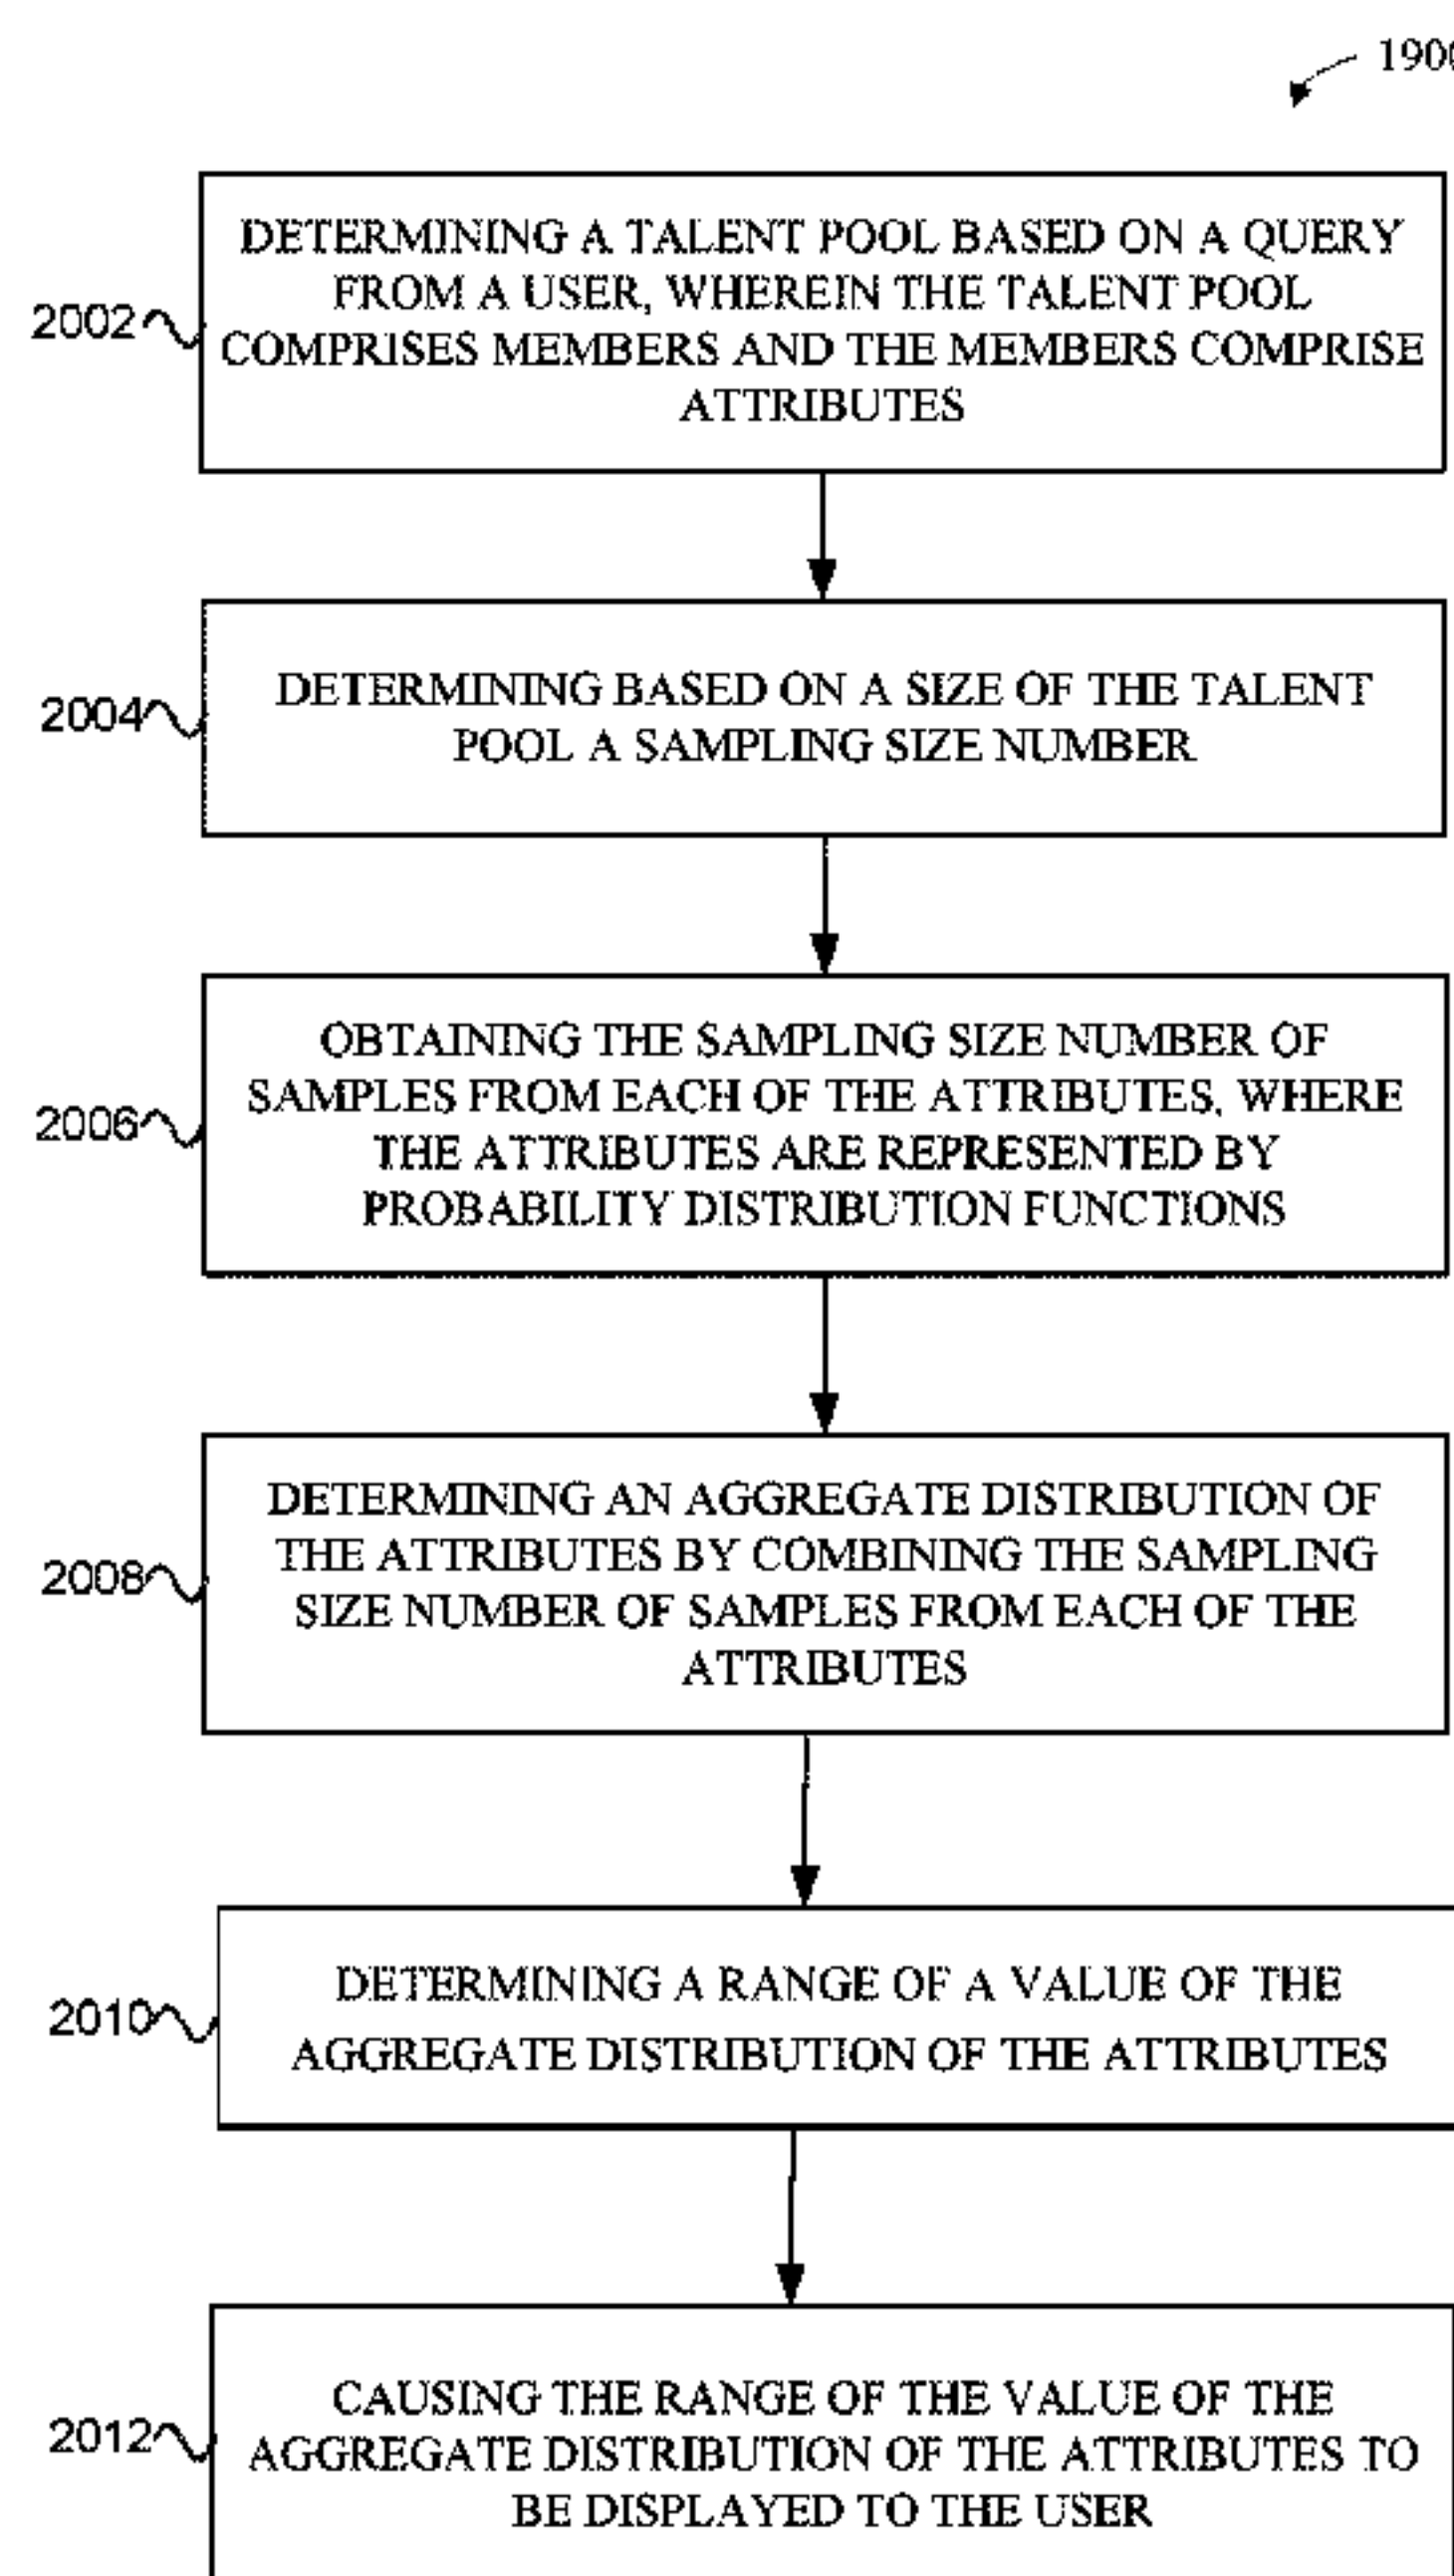 1900
DETERMINING A TALENT POOL BASED ON A QUERY
FROM A USER, WHEREIN THE TALENT POOL
2002
COMPRISES MEMBERS AND THE MEMBERS COMPRISE
ATTRIBUTES
DETERMINING BASED ON A SIZE OF THE TALENT
2004
POOL A SAMPLING SIZE NUMBER
OBTAINING THE SAMPLING SIZE NUMBER OF
SAMPLES FROM EACH OF THE ATTRIBUTES, WHERE
2006
THE ATTRIBUTES ARE REPRESENTED BY
PROBABILITY DISTRIBUTION FUNCTIONS
DETERMINING AN AGGREGATE DISTRIBUTION OF
THE ATTRIBUTES BY COMBINING THE SAMPLING
2008
SIZE NUMBER OF SAMPLES FROM EACH OF THE
ATTRIBUTES
DETERMINING A RANGE OF A VALUE OF THE
2010
AGGREGATE DISTRIBUTION OF THE ATTRIBUTES
CAUSING THE RANGE OF THE VALUE OF THE
2012
AGGREGATE DISTRIBUTION OF THE ATTRIBUTES TO
BE DISPLAYED TO THE USER